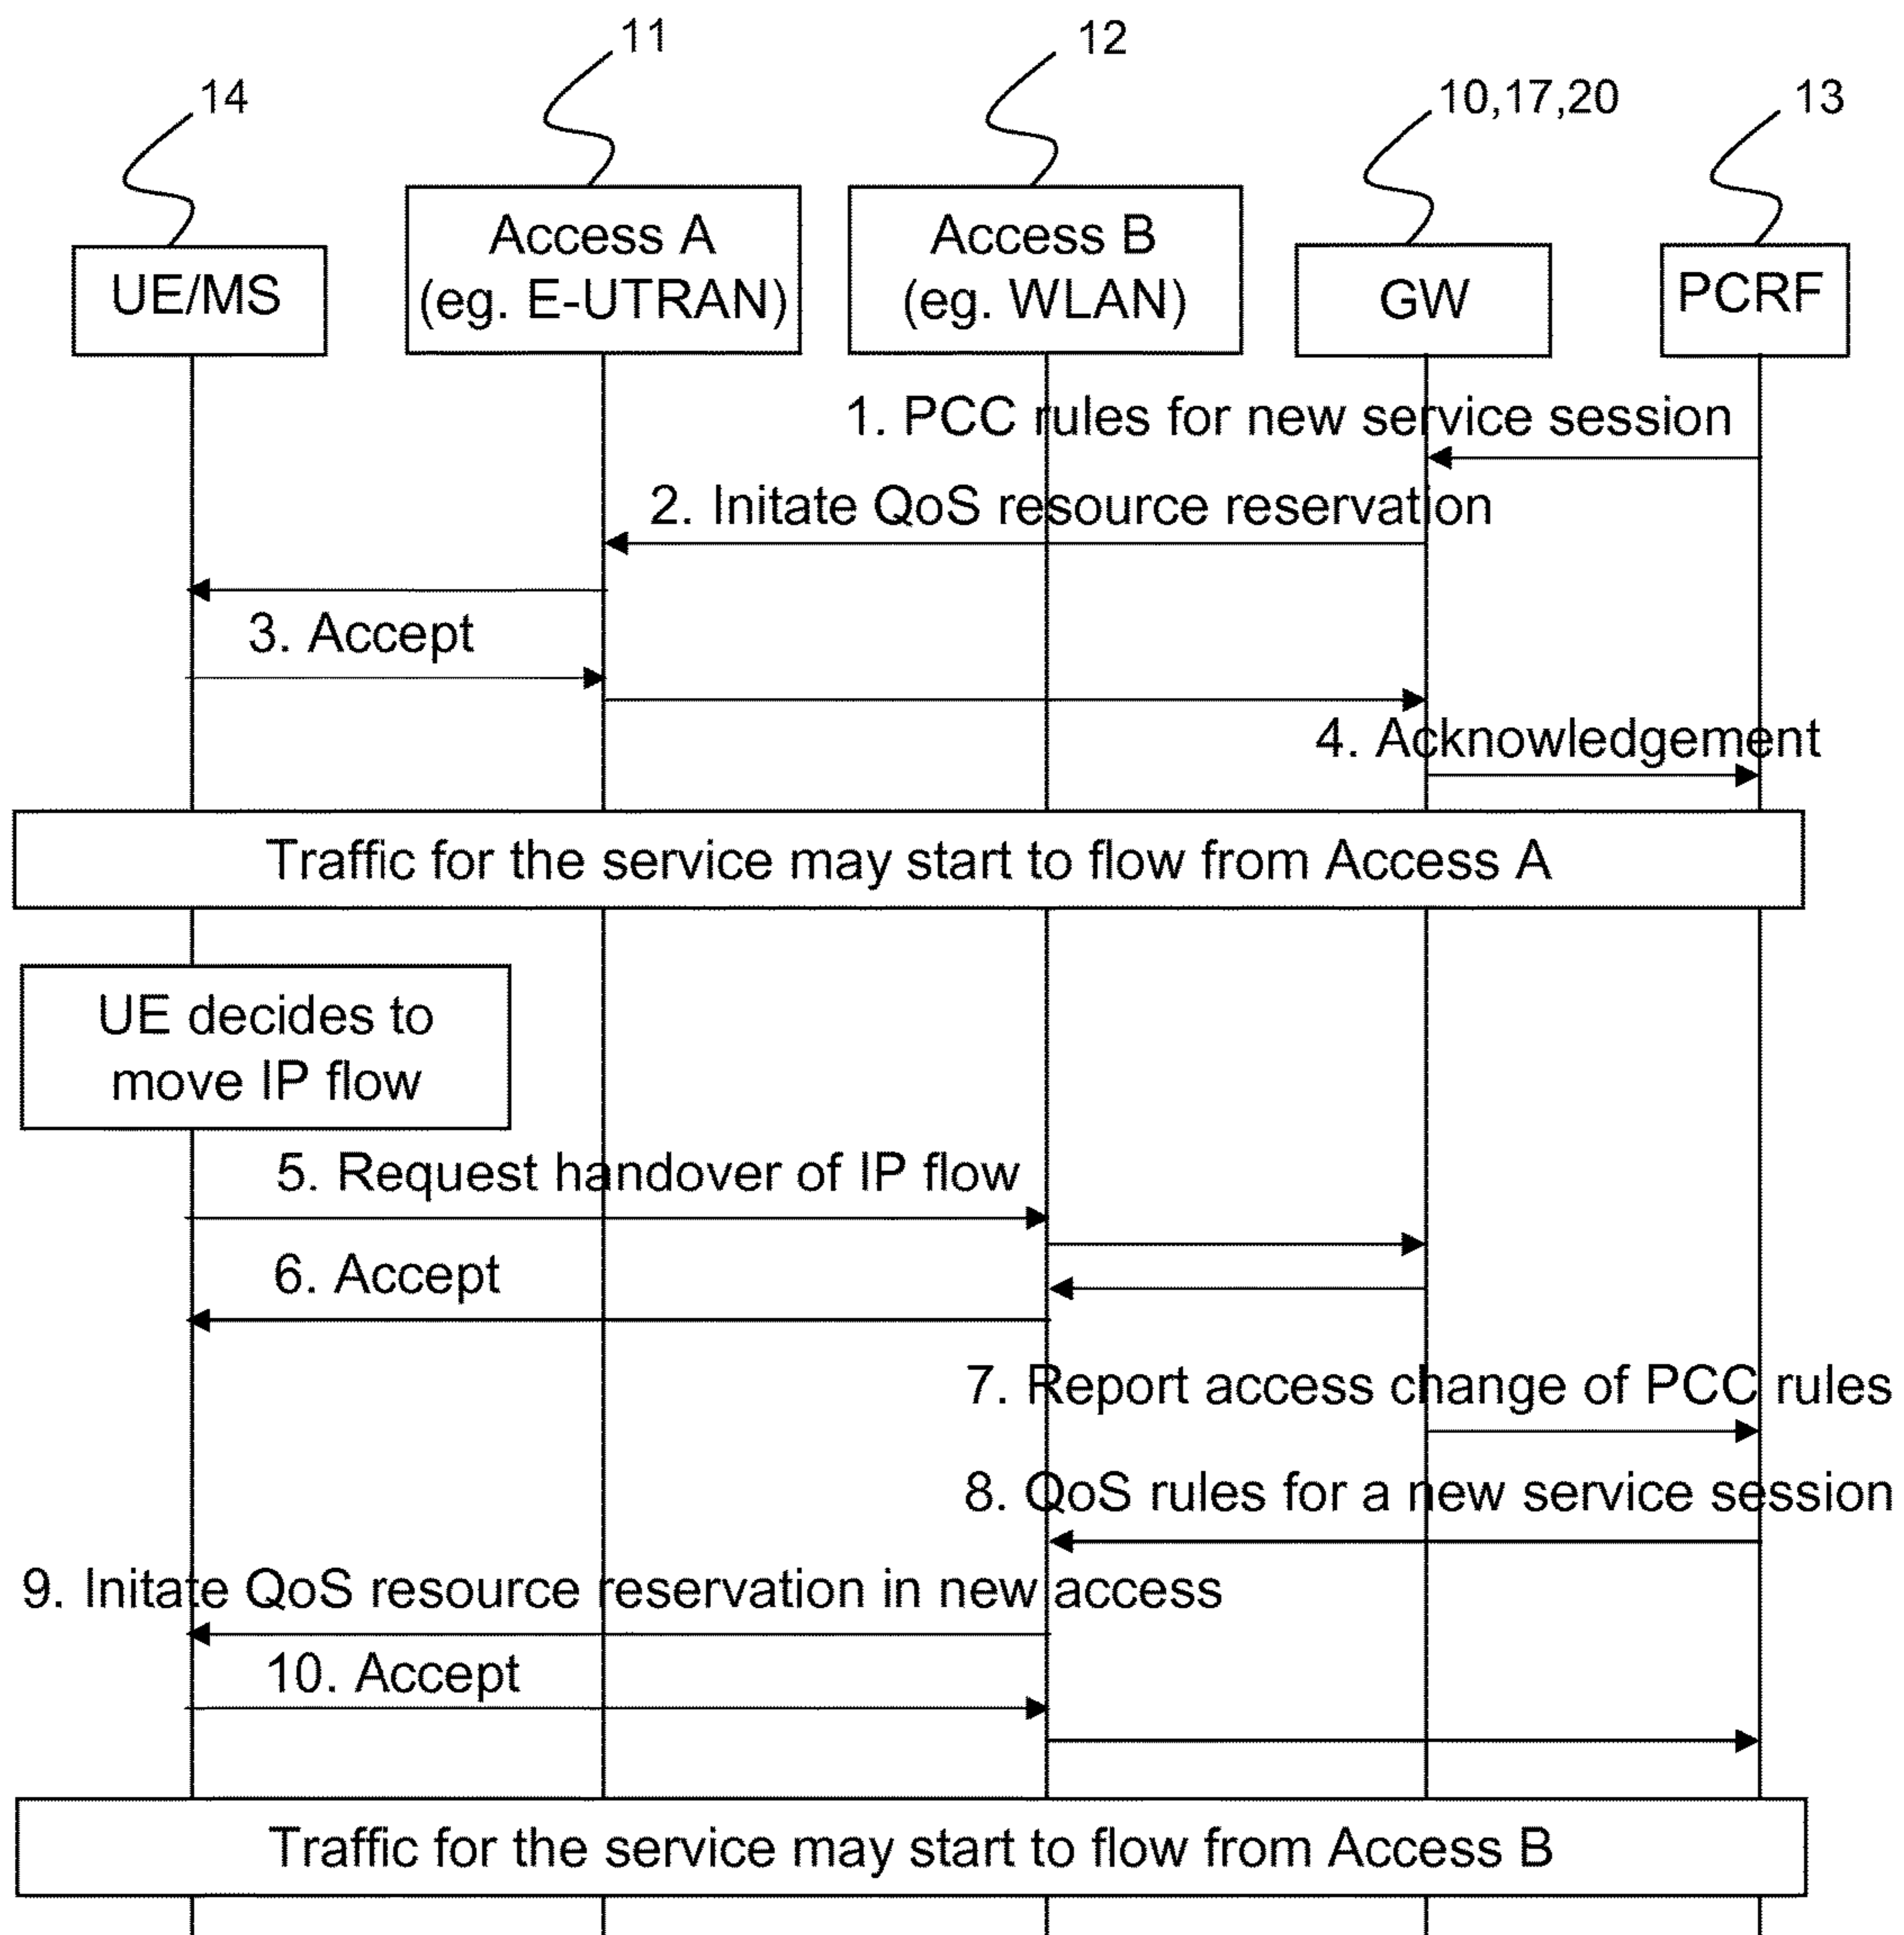 11
12
14
10,17,20
13
UE/MS
Access A
(eg. E-UTRAN)
Access B
(eg. WLAN)
GW
PCRF
1. PCC rules for new service session
2. Initate QoS resource reservation
3. Accept
4. Acknowledgement
Traffic for the service may start to flow from Access A
UE decides to
move IP flow
5. Request handover of IP flow
6. Accept
7. Report access change of PCC rules
8. QoS rules for a new service session
9. Initate QoS resource reservation in new access
10. Accept
Traffic for the service may start to flow from Access B